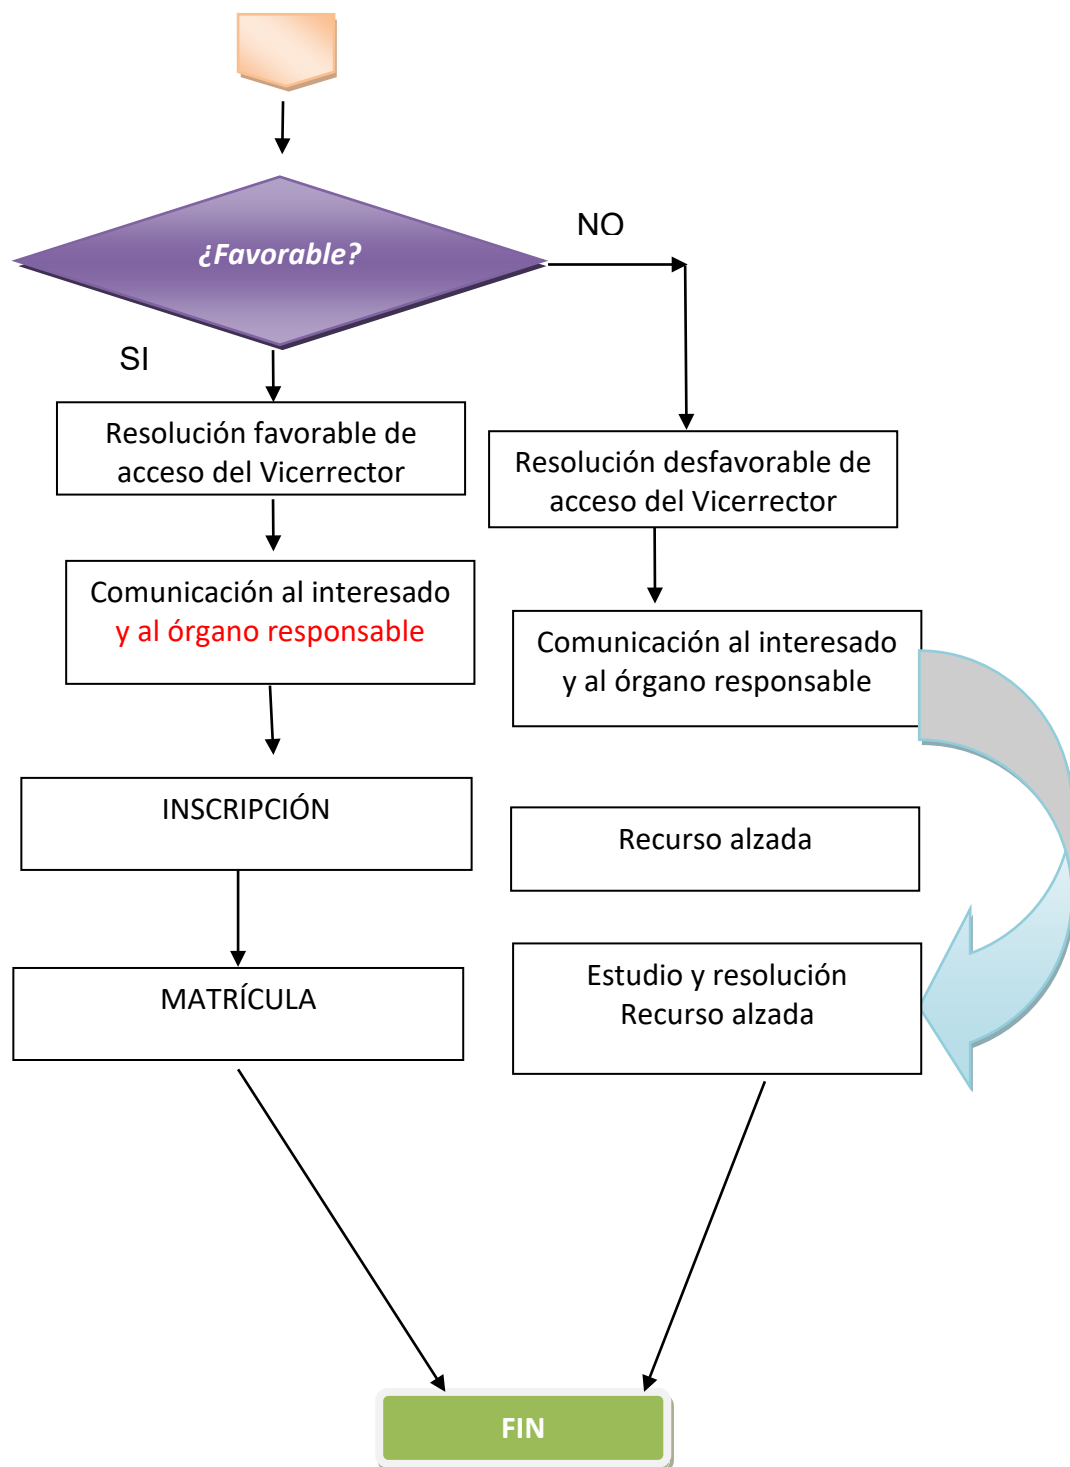 NO
¿Favorable?
SI
Resolución favorable de
acceso del Vicerrector
Resolución desfavorable de
acceso del Vicerrector
Comunicación al interesado
y al órgano responsable
Comunicación al interesado
y al órgano responsable
INSCRIPCIÓN
Recurso alzada
MATRÍCULA
Estudio y resolución
Recurso alzada
FIN